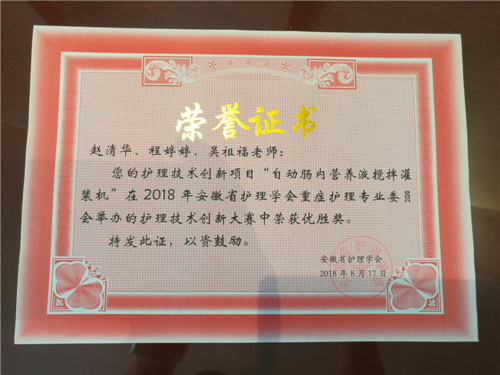 荣誉证书
赵清华、程婷婷、吴祖福老师：
您的护理技术创新项目“自动肠内营养液搅拌灌
装机”在2018年安徽省护理学会重症护理专业委员
会举办的护理技术创新大赛中荣获优胜奖。
特发此证，以资鼓励。
安徽省护理学会
2018年8月17日